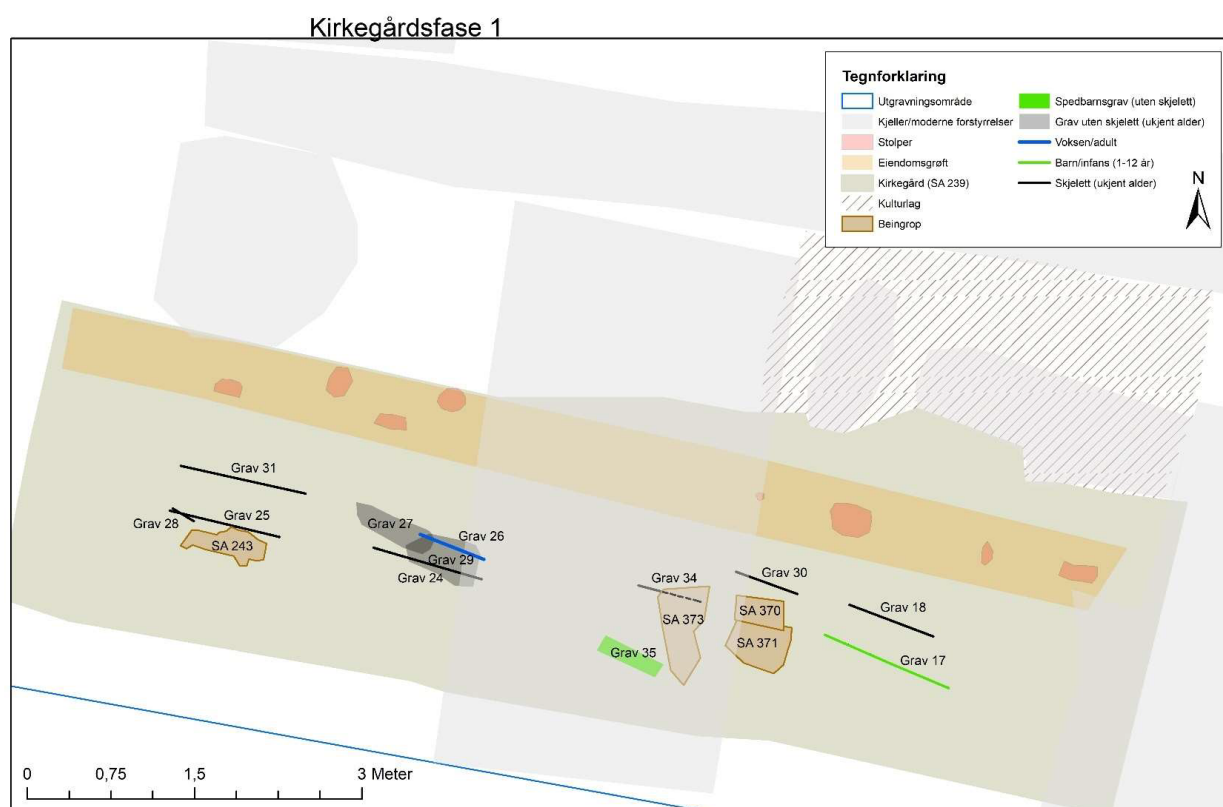 Kirkegårdsfase 1
Tegnforklaring
Utgravningsområde
Kjeller/moderne forstyrrelser
Stolper
Eiendomsgrøft
Kirkegård (SA 239)
Kulturlag
Beingrop
Spedbarnsgrav (uten skjelett)
Grav uten skjelett (ukjent alder)
Voksen/adult
Barn/infans (1-12 år)
Skjelett (ukjent alder)
N
Grav 31
Grav 25
Grav 28
SA 243
Grav 27
Grav 26
Grav 29
Grav 24
Grav 34
Grav 30
SA 373
SA 370
SA 371
Grav 18
Grav 35
Grav 17
0 0,75 1,5 3 Meter